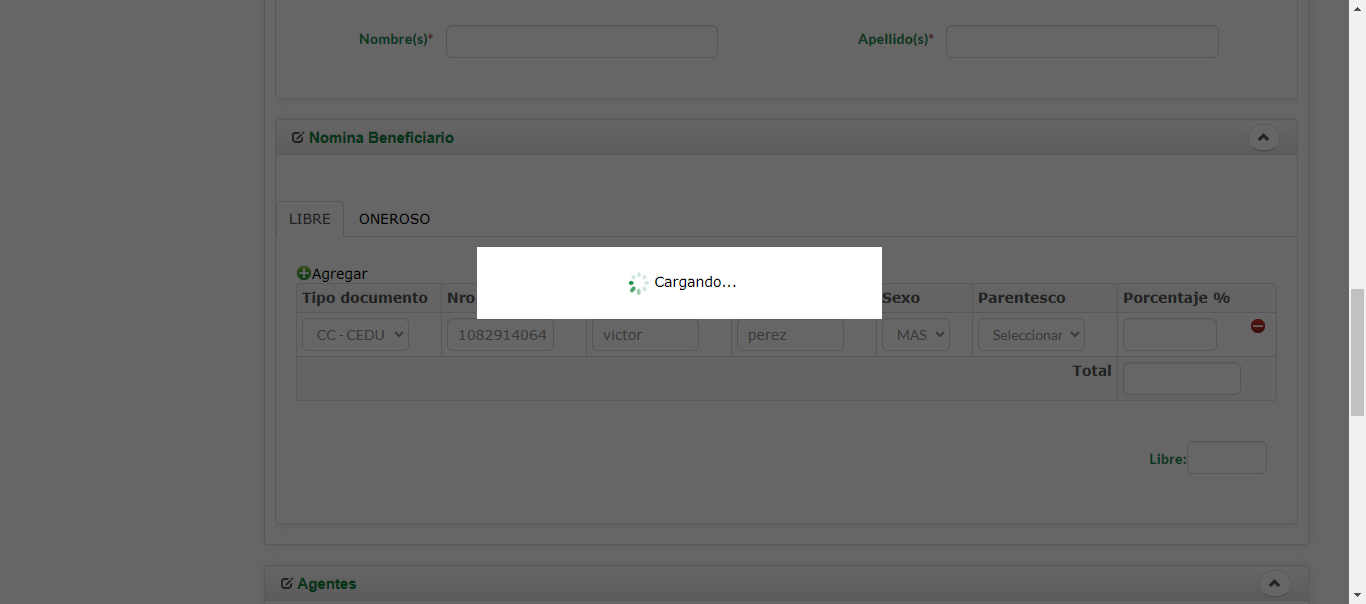 Nombre(s)* Apellido(s)*
Nomina Beneficiario
LIBRE ONEROSO
Cargando...
Agregar
Tipo documento Nro Sexo Parentesco Porcentaje %
CC - CEDU 1082914064 victor perez MAS Seleccionar
Total
Libre:
Agentes